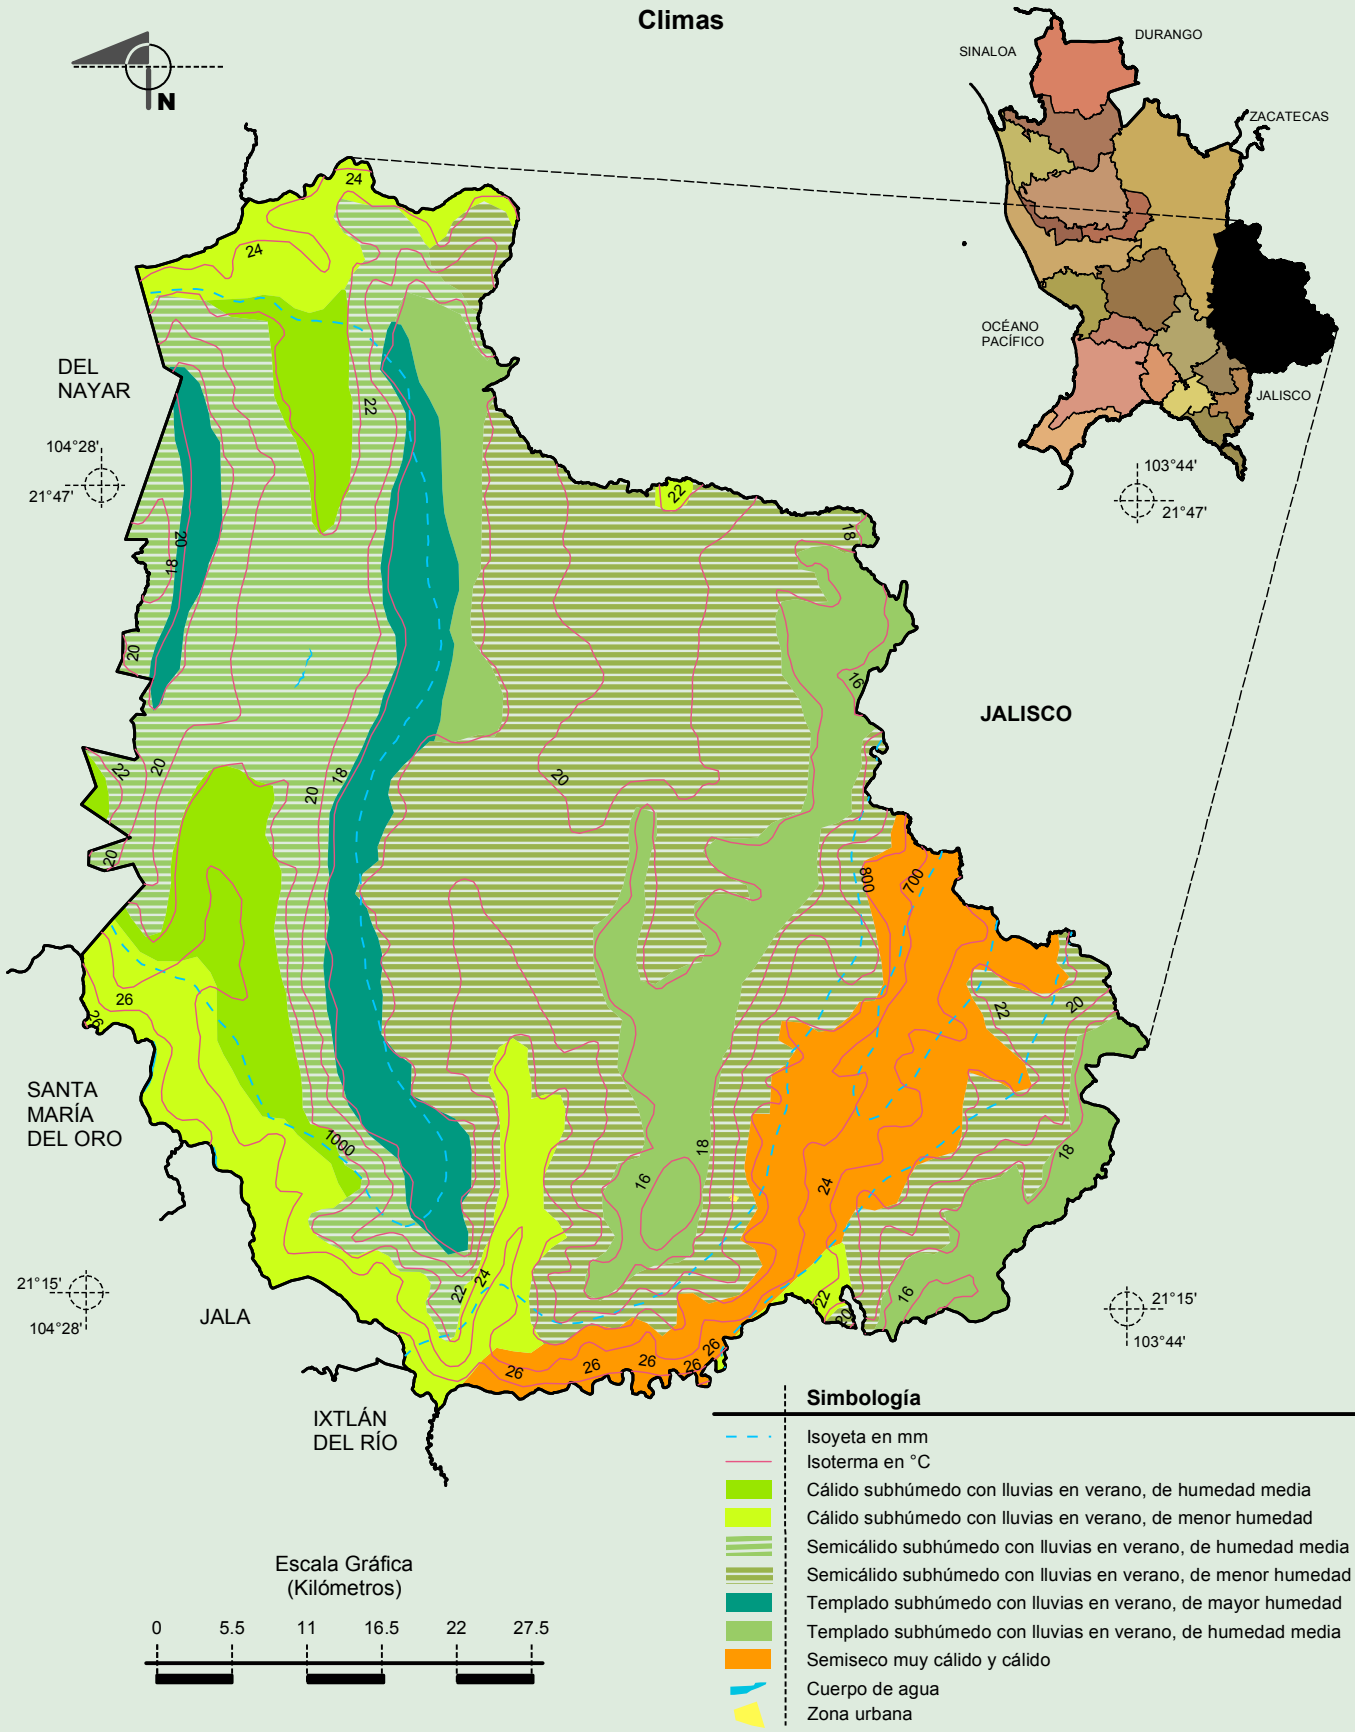 Climas
N
SINALOA
DURANGO
ZACATECAS
OCÉANO
PACÍFICO
JALISCO
103°44'
21°47'
DEL
NAYAR
104°28'
21°47'
24
24
22
22
20
18
20
18
16
22
20
20
20
18
20
20
800
700
26
26
22
20
1000
18
16
18
24
22
24
16
22
20
26
26
26
26
26
JALISCO
SANTA
MARÍA
DEL ORO
21°15'
104°28'
JALA
IXTLÁN
DEL RÍO
21°15'
103°44'
Simbología
Isoyeta en mm
Isoterma en °C
Cálido subhúmedo con lluvias en verano, de humedad media
Cálido subhúmedo con lluvias en verano, de menor humedad
Semicálido subhúmedo con lluvias en verano, de humedad media
Semicálido subhúmedo con lluvias en verano, de menor humedad
Templado subhúmedo con lluvias en verano, de mayor humedad
Templado subhúmedo con lluvias en verano, de humedad media
Semiseco muy cálido y cálido
Cuerpo de agua
Zona urbana
Escala Gráfica
(Kilómetros)
0 5.5 11 16.5 22 27.5